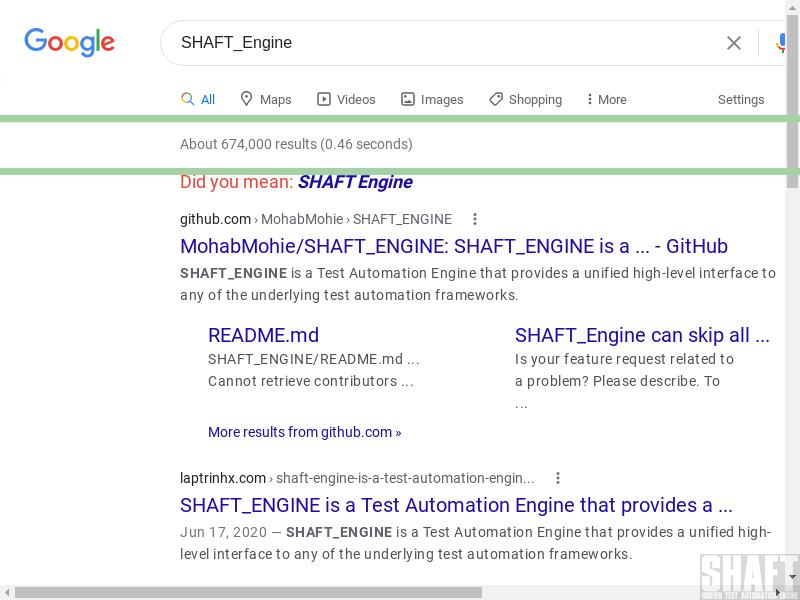 Google
SHAFT_Engine
All Maps Videos Images Shopping More Settings
About 674,000 results (0.46 seconds)
Did you mean: SHAFT Engine
github.com › MohabMohie › SHAFT_ENGINE
MohabMohie/SHAFT_ENGINE: SHAFT_ENGINE is a ... - GitHub
SHAFT_ENGINE is a Test Automation Engine that provides a unified high-level interface to
any of the underlying test automation frameworks.
README.md
SHAFT_ENGINE/README.md ...
Cannot retrieve contributors ...
SHAFT_Engine can skip all ...
Is your feature request related to
a problem? Please describe. To
...
More results from github.com »
laptrinhx.com › shaft-engine-is-a-test-automation-engin...
SHAFT_ENGINE is a Test Automation Engine that provides a ...
Jun 17, 2020 — SHAFT_ENGINE is a Test Automation Engine that provides a unified high-
level interface to any of the underlying test automation frameworks.
SHAFT
UNIFIED TEST AUTOMATION ENGINE